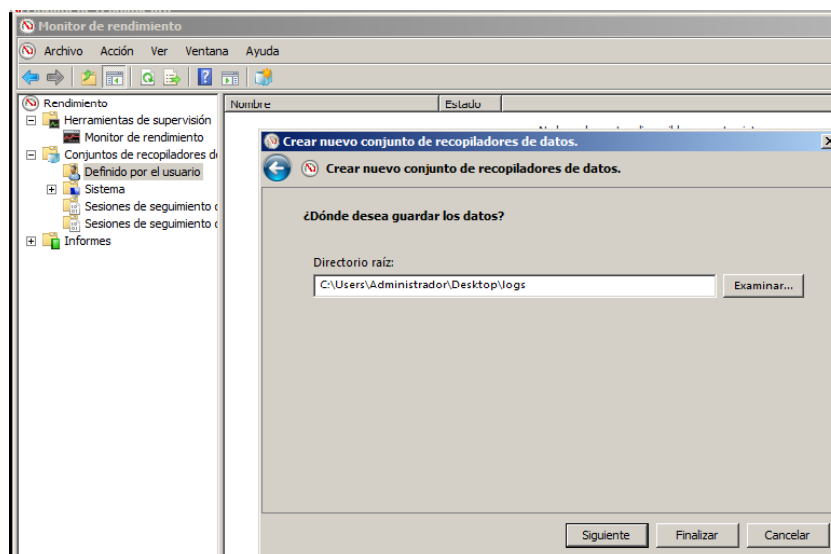 Monitor de rendimiento
Archivo Acción Ver Ventana Ayuda
Rendimiento
Herramientas de supervisión
Monitor de rendimiento
Conjuntos de recopiladores de
Definido por el usuario
Sistema
Sesiones de seguimiento
Sesiones de seguimiento
Informes
Nombre Estado
Crear nuevo conjunto de recopiladores de datos.
Crear nuevo conjunto de recopiladores de datos.
¿Dónde desea guardar los datos?
Directorio raíz:
C:\Users\Administrador\Desktop\logs
Examinar...
Siguiente Finalizar Cancelar